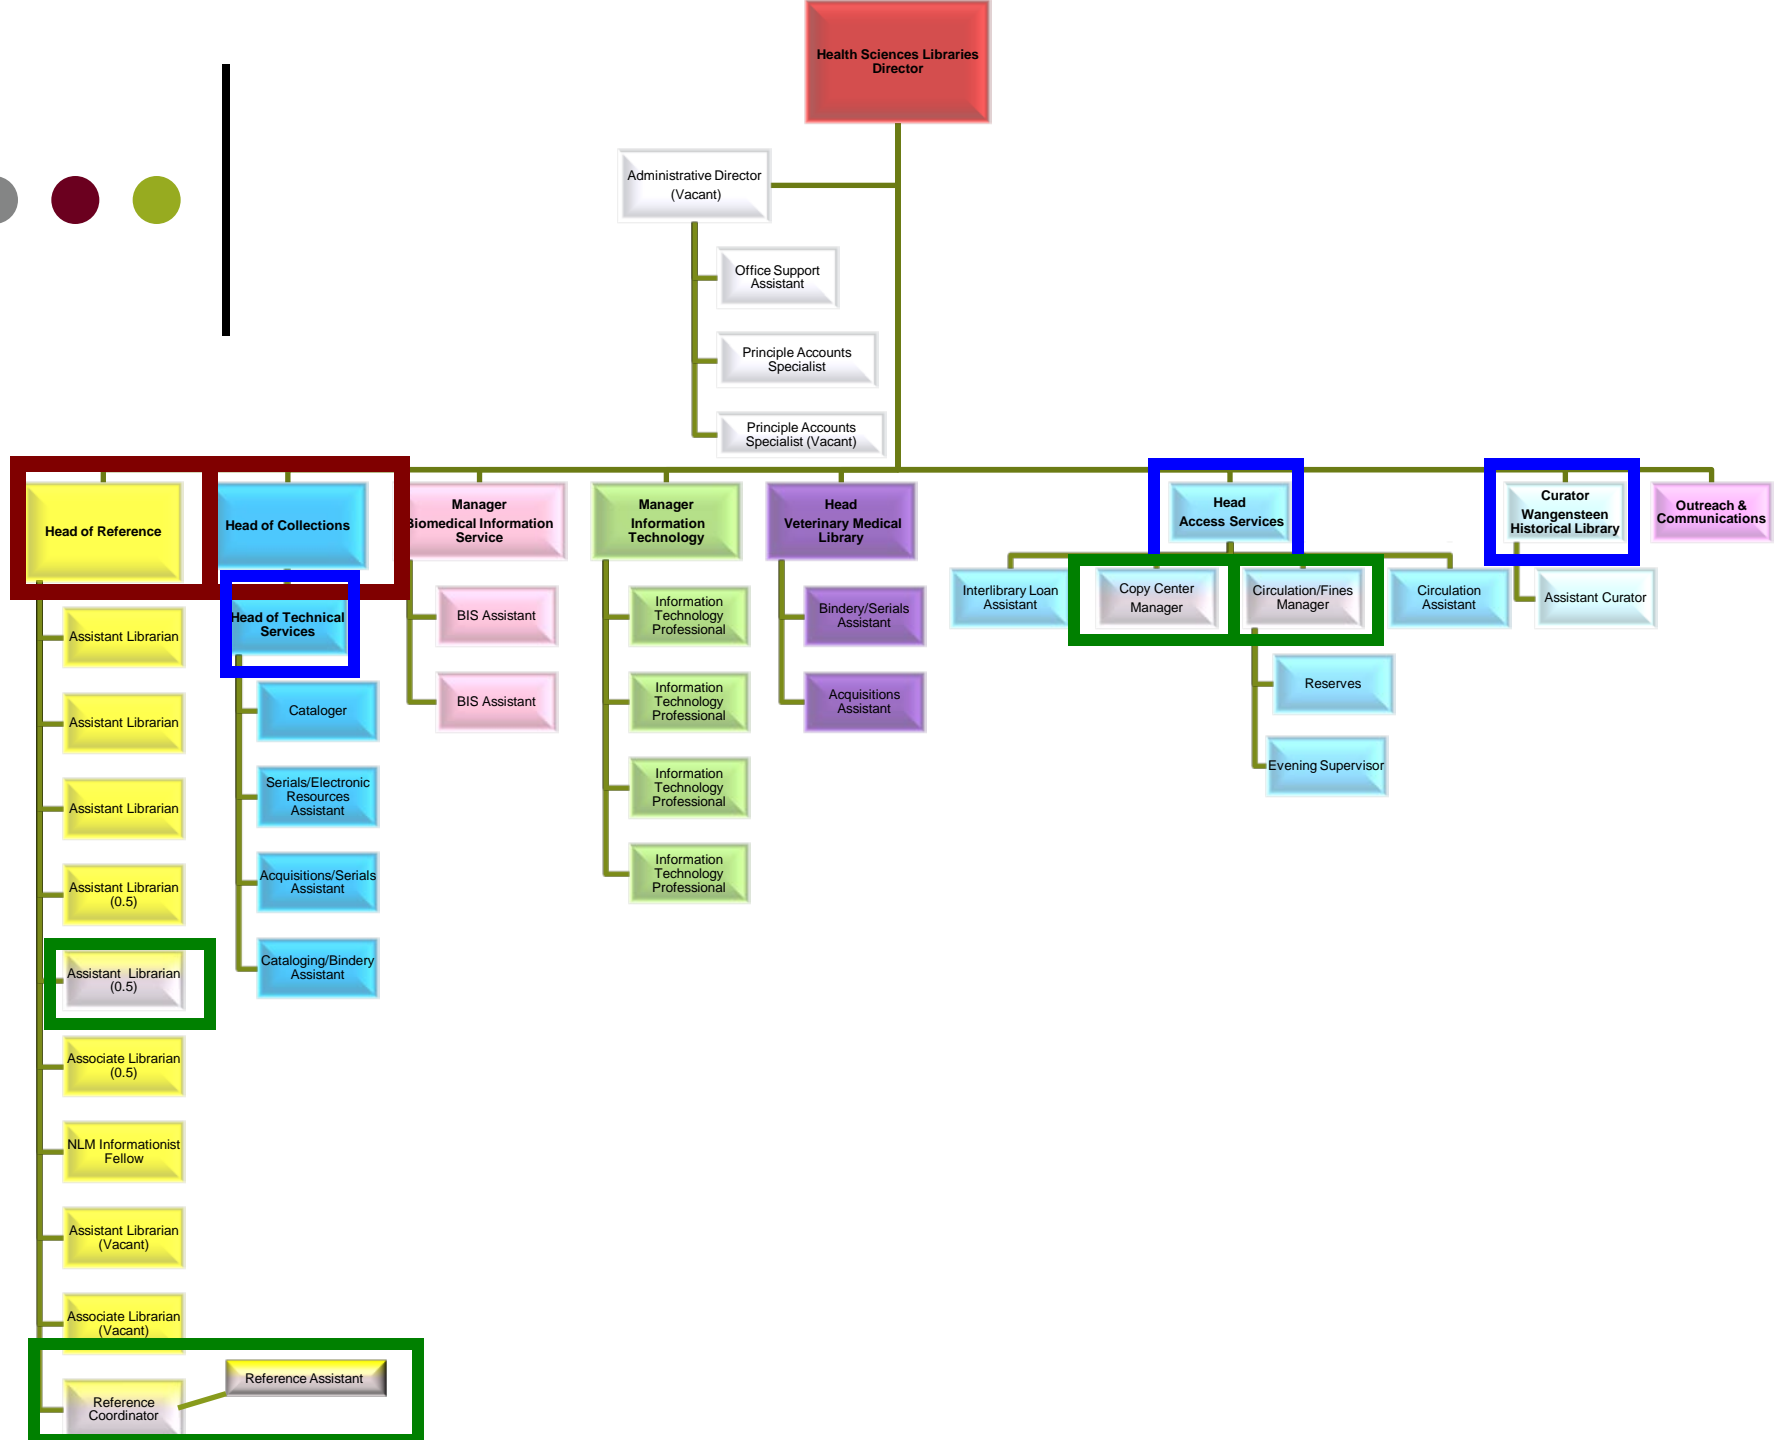 Health Sciences Libraries
Director
Administrative Director
(Vacant)
Office Support
Assistant
Principle Accounts
Specialist
Principle Accounts
Specialist (Vacant)
Head of Reference
Assistant Librarian
Assistant Librarian
Assistant Librarian
Assistant Librarian
(0.5)
Assistant Librarian
(0.5)
Associate Librarian
(0.5)
NLM Informationist
Fellow
Assistant Librarian
(Vacant)
Associate Librarian
(Vacant)
Reference
Coordinator
Reference Assistant
Head of Collections
Head of Technical
Services
Cataloger
Serials/Electronic
Resources
Assistant
Acquisitions/Serials
Assistant
Cataloging/Bindery
Assistant
Manager
Biomedical Information
Service
BIS Assistant
BIS Assistant
Manager
Information
Technology
Information
Technology
Professional
Information
Technology
Professional
Information
Technology
Professional
Information
Technology
Professional
Head
Veterinary Medical
Library
Bindery/Serials
Assistant
Acquisitions
Assistant
Head
Access Services
Interlibrary Loan
Assistant
Copy Center
Manager
Circulation/Fines
Manager
Reserves
Evening Supervisor
Circulation
Assistant
Curator
Wangensteen
Historical Library
Assistant Curator
Outreach &
Communications